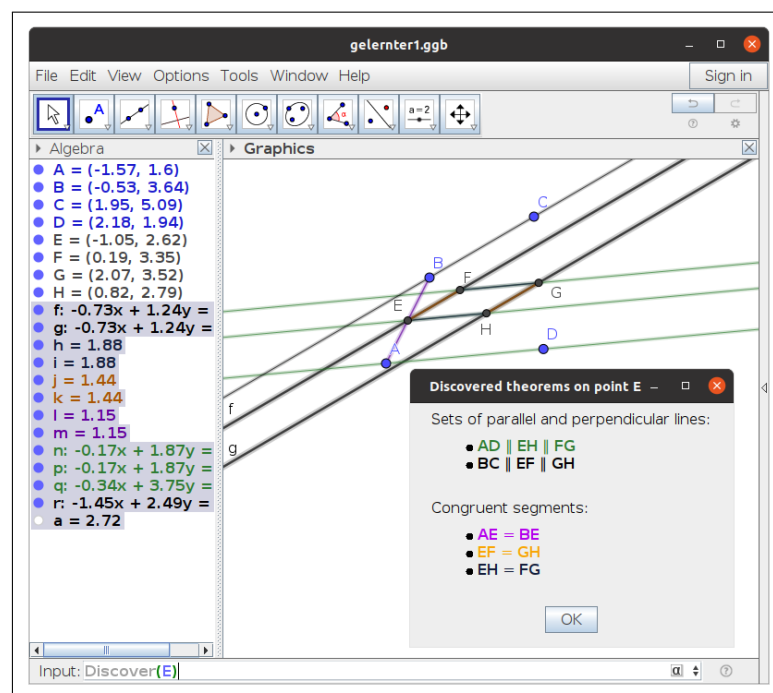 gelernter1.ggb
File Edit View Options Tools Window Help
Sign in
A
α
a=2
Algebra
Graphics
A = (-1.57, 1.6)
B = (-0.53, 3.64)
C = (1.95, 5.09)
D = (2.18, 1.94)
E = (-1.05, 2.62)
F = (0.19, 3.35)
G = (2.07, 3.52)
H = (0.82, 2.79)
f: -0.73x + 1.24y =
g: -0.73x + 1.24y =
h = 1.88
i = 1.88
j = 1.44
k = 1.44
l = 1.15
m = 1.15
n: -0.17x + 1.87y =
p: -0.17x + 1.87y =
q: -0.34x + 3.75y =
r: -1.45x + 2.49y =
a = 2.72
C
B
F
G
E
H
D
A
f
g
Discovered theorems on point E
Sets of parallel and perpendicular lines:
AD ∥ EH ∥ FG
BC ∥ EF ∥ GH
Congruent segments:
AE = BE
EF = GH
EH = FG
OK
Input: Discover(E)
α